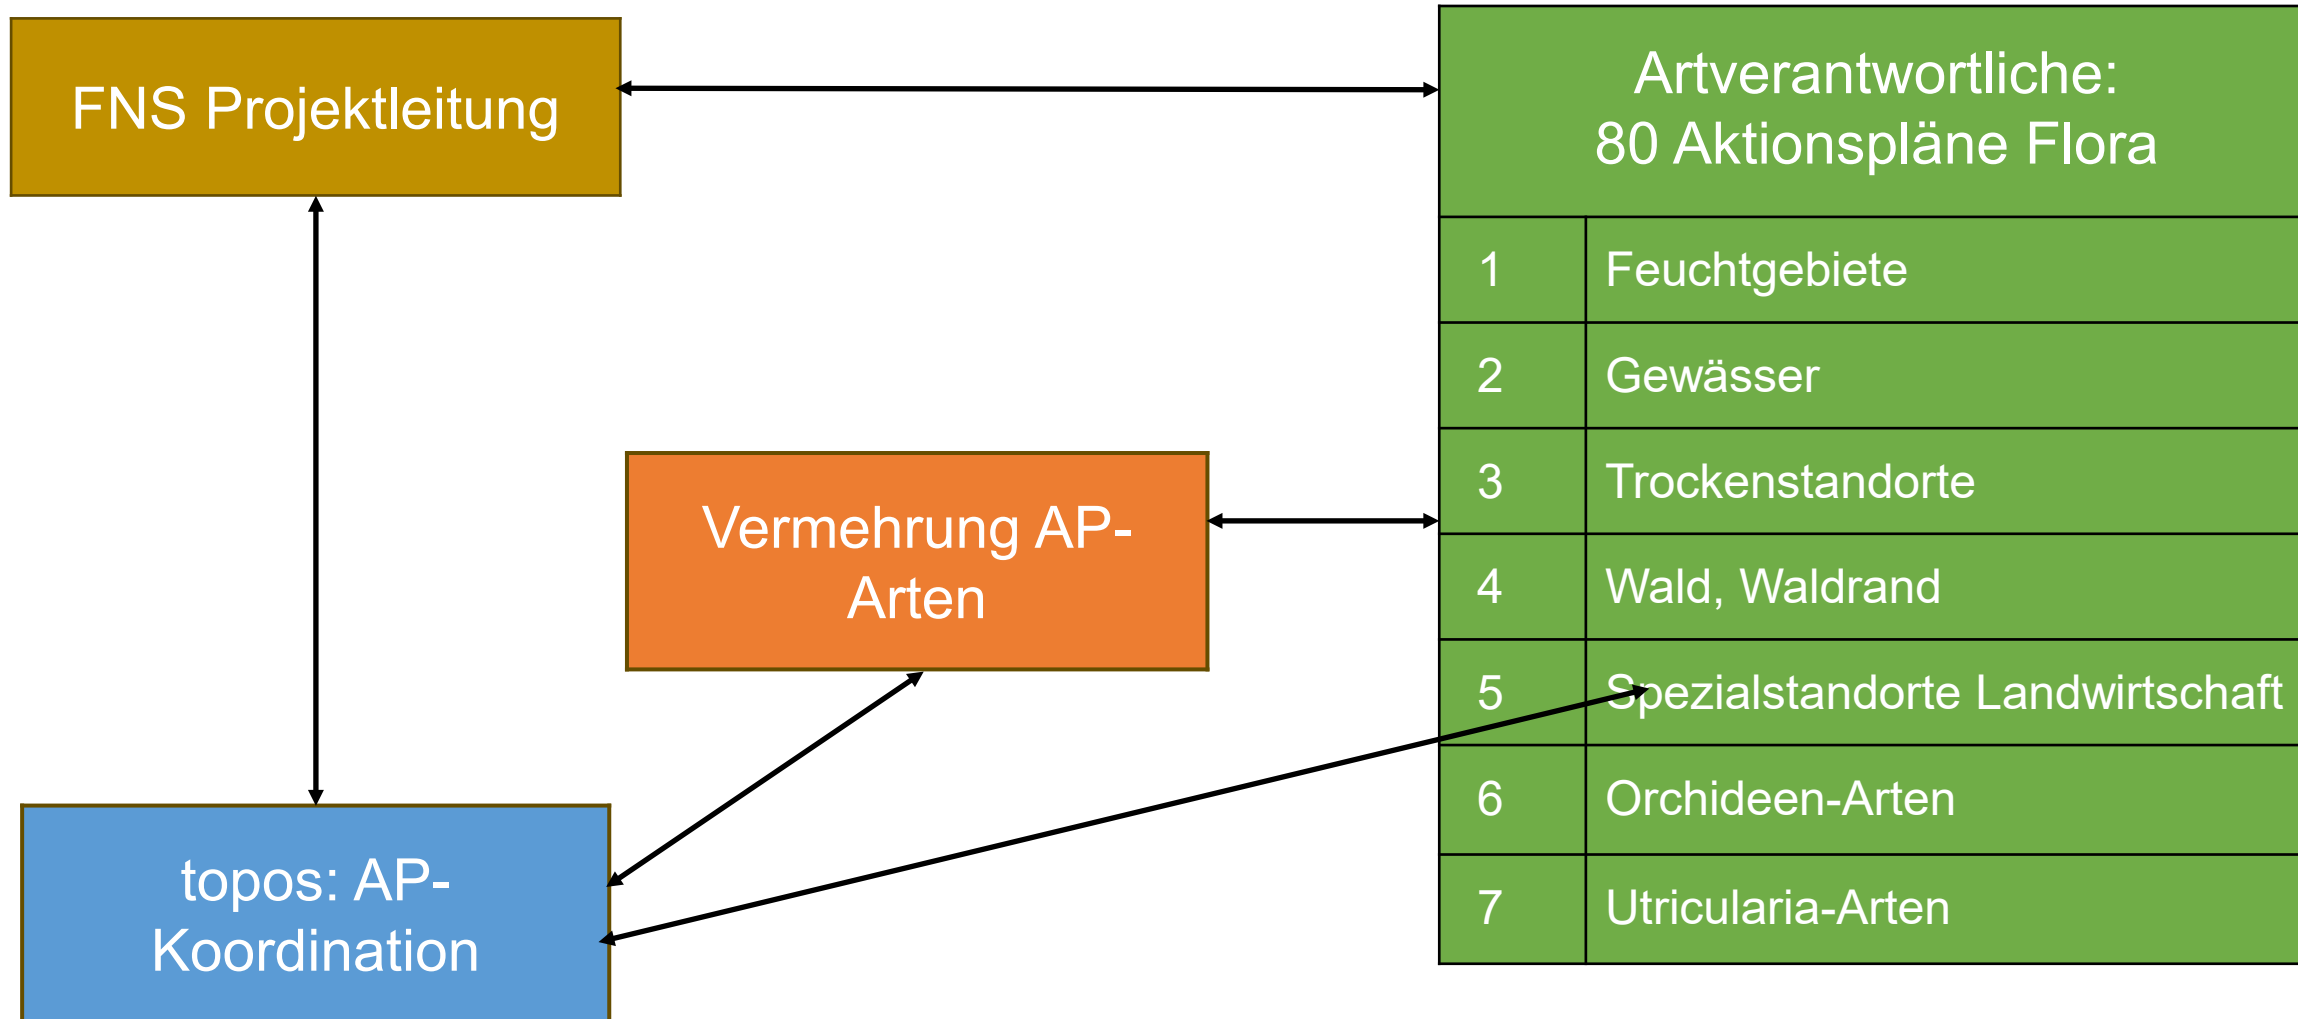 FNS Projektleitung
Artverantwortliche:
80 Aktionspläne Flora
1 Feuchtgebiete
2 Gewässer
3 Trockenstandorte
4 Wald, Waldrand
5 Spezialstandorte Landwirtschaft
6 Orchideen-Arten
7 Utricularia-Arten
Vermehrung AP-
Arten
topos: AP-
Koordination